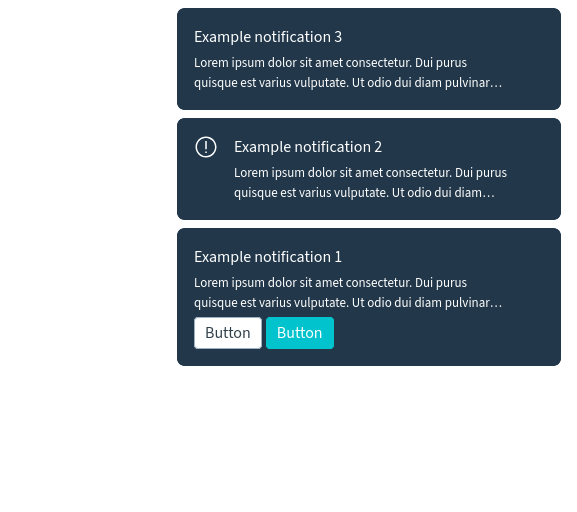 Example notification 3
Lorem ipsum dolor sit amet consectetur. Dui purus
quisque est varius vulputate. Ut odio dui diam pulvinar…
Example notification 2
Lorem ipsum dolor sit amet consectetur. Dui purus
quisque est varius vulputate. Ut odio dui diam…
Example notification 1
Lorem ipsum dolor sit amet consectetur. Dui purus
quisque est varius vulputate. Ut odio dui diam pulvinar…
Button Button